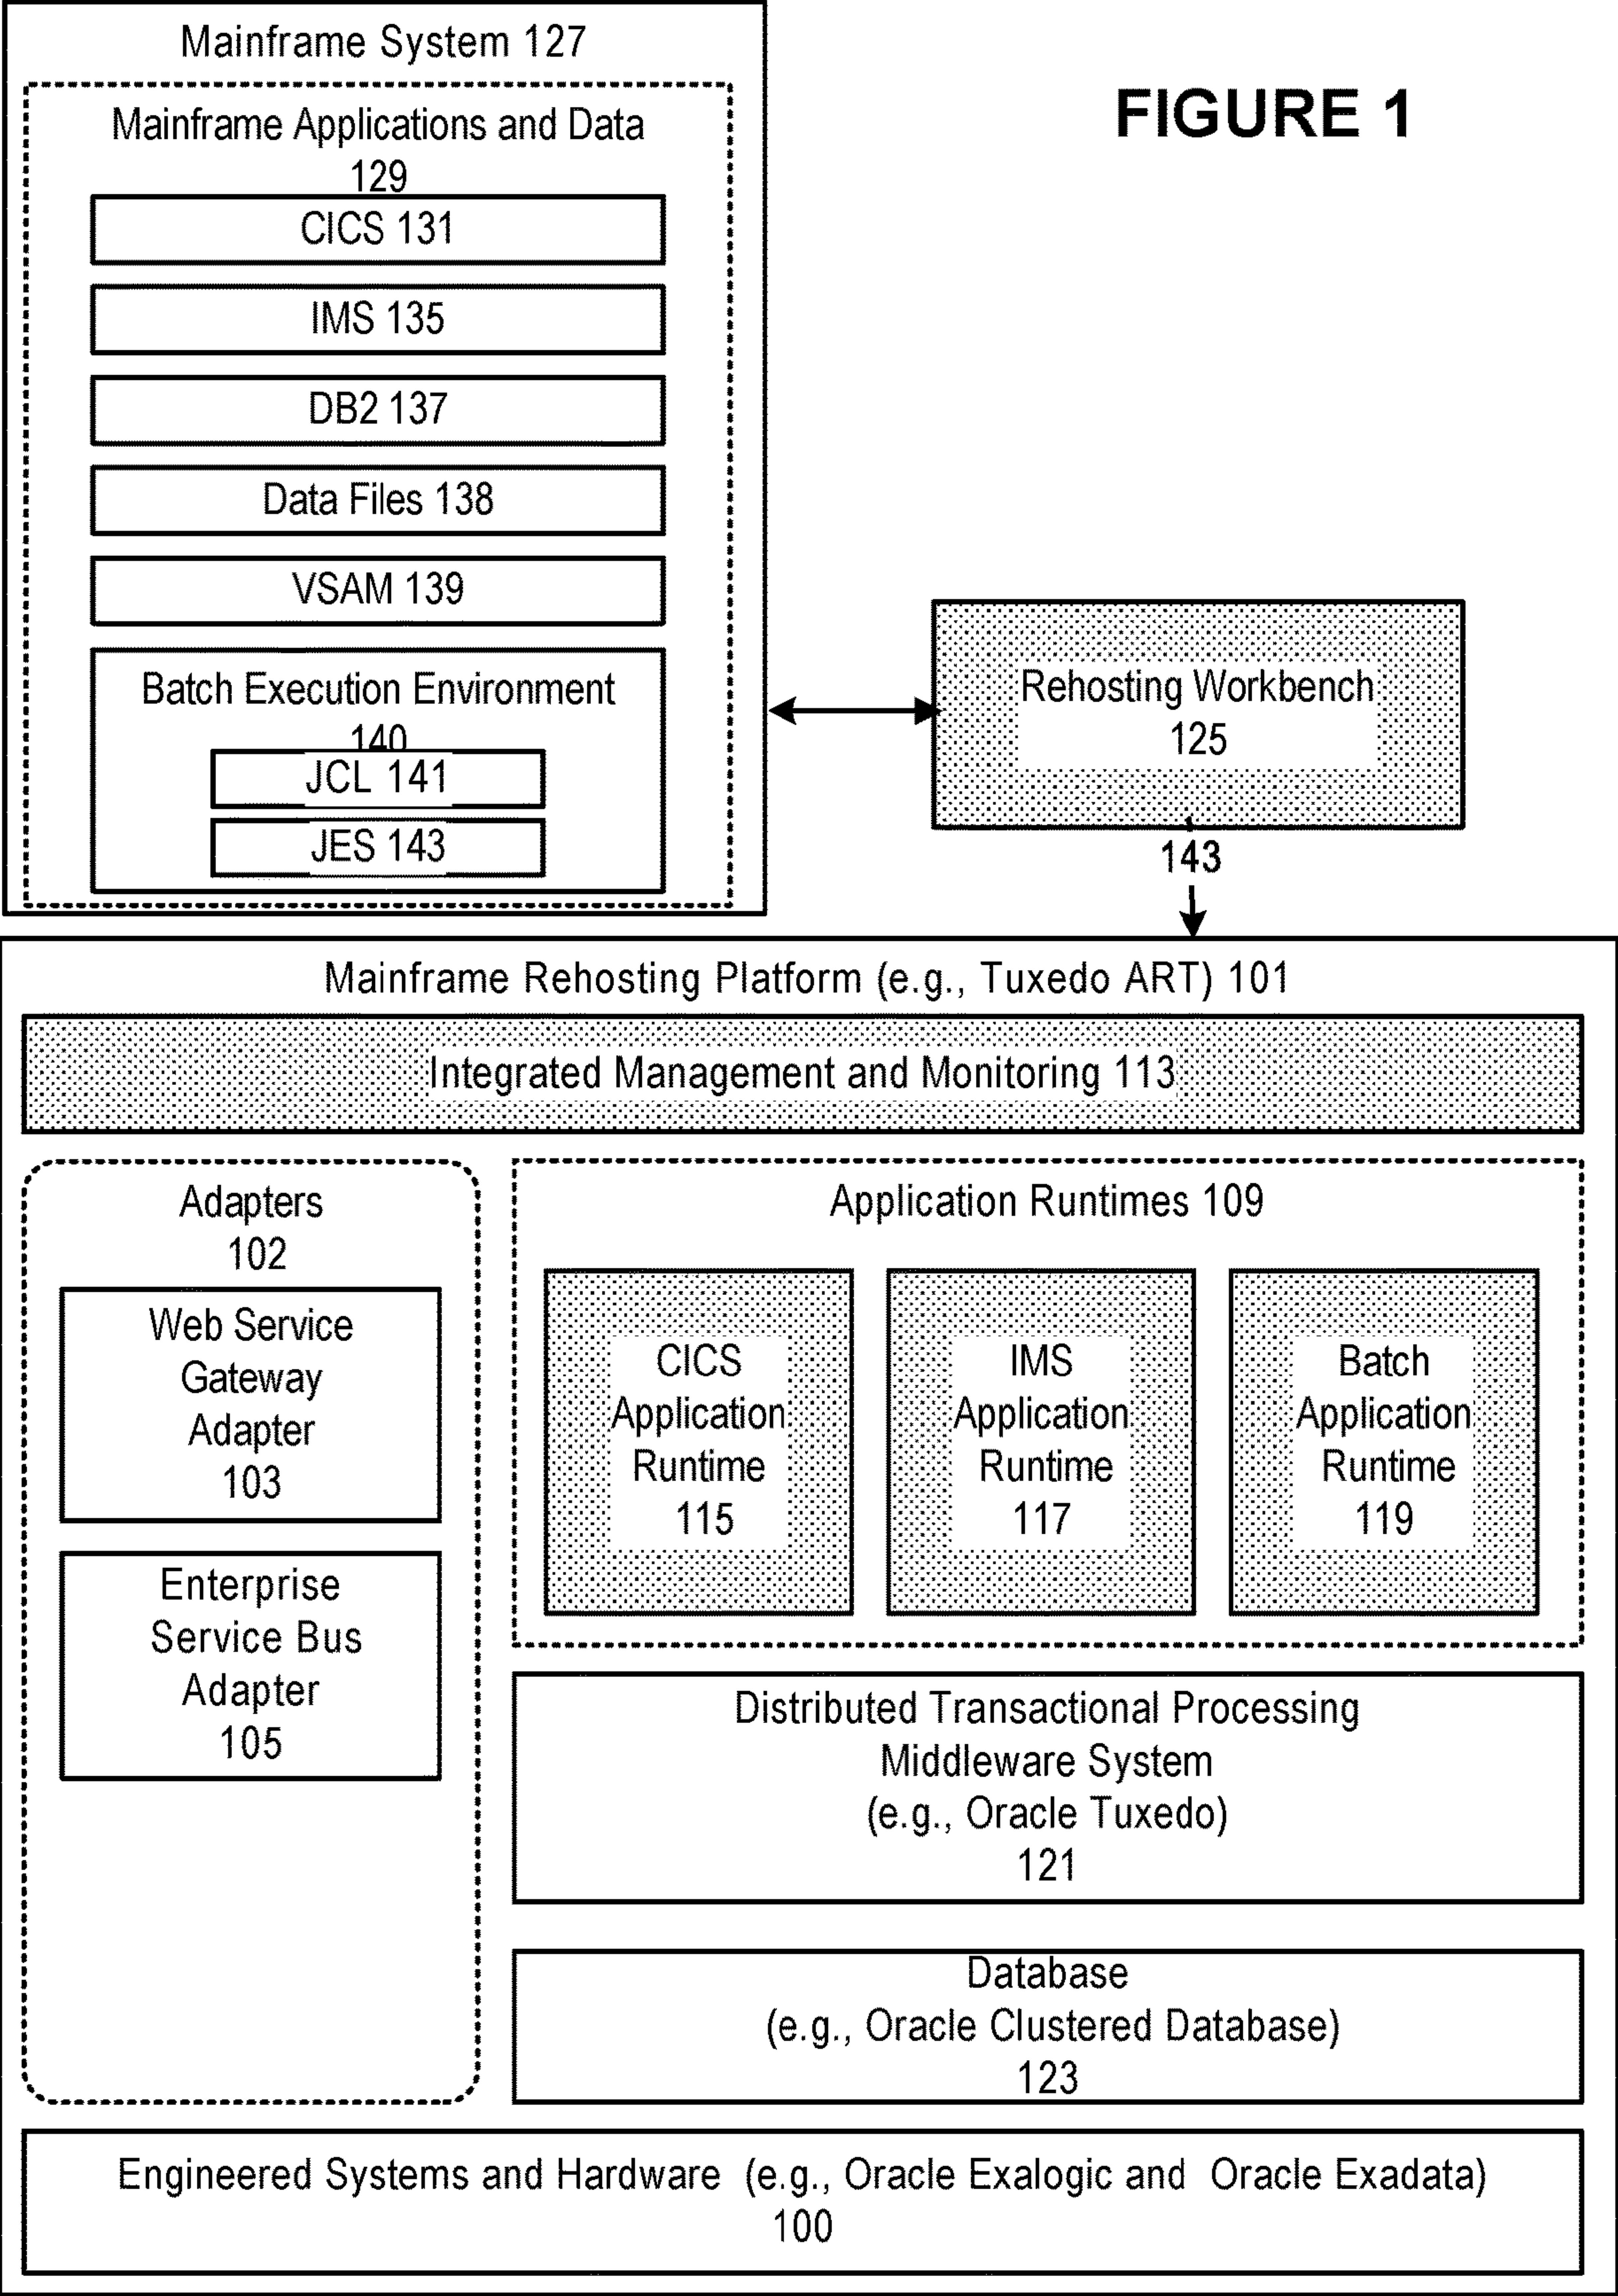 Mainframe System 127
Mainframe Applications and Data
129
CICS 131
IMS 135
DB2 137
Data Files 138
VSAM 139
Batch Execution Environment
140
JCL 141
JES 143
FIGURE 1
Rehosting Workbench
125
143
Mainframe Rehosting Platform (e.g., Tuxedo ART) 101
Integrated Management and Monitoring 113
Adapters
102
Web Service
Gateway
Adapter
103
Enterprise
Service Bus
Adapter
105
Application Runtimes 109
CICS
Application
Runtime
115
IMS
Application
Runtime
117
Batch
Application
Runtime
119
Distributed Transactional Processing
Middleware System
(e.g., Oracle Tuxedo)
121
Database
(e.g., Oracle Clustered Database)
123
Engineered Systems and Hardware (e.g., Oracle Exalogic and Oracle Exadata)
100